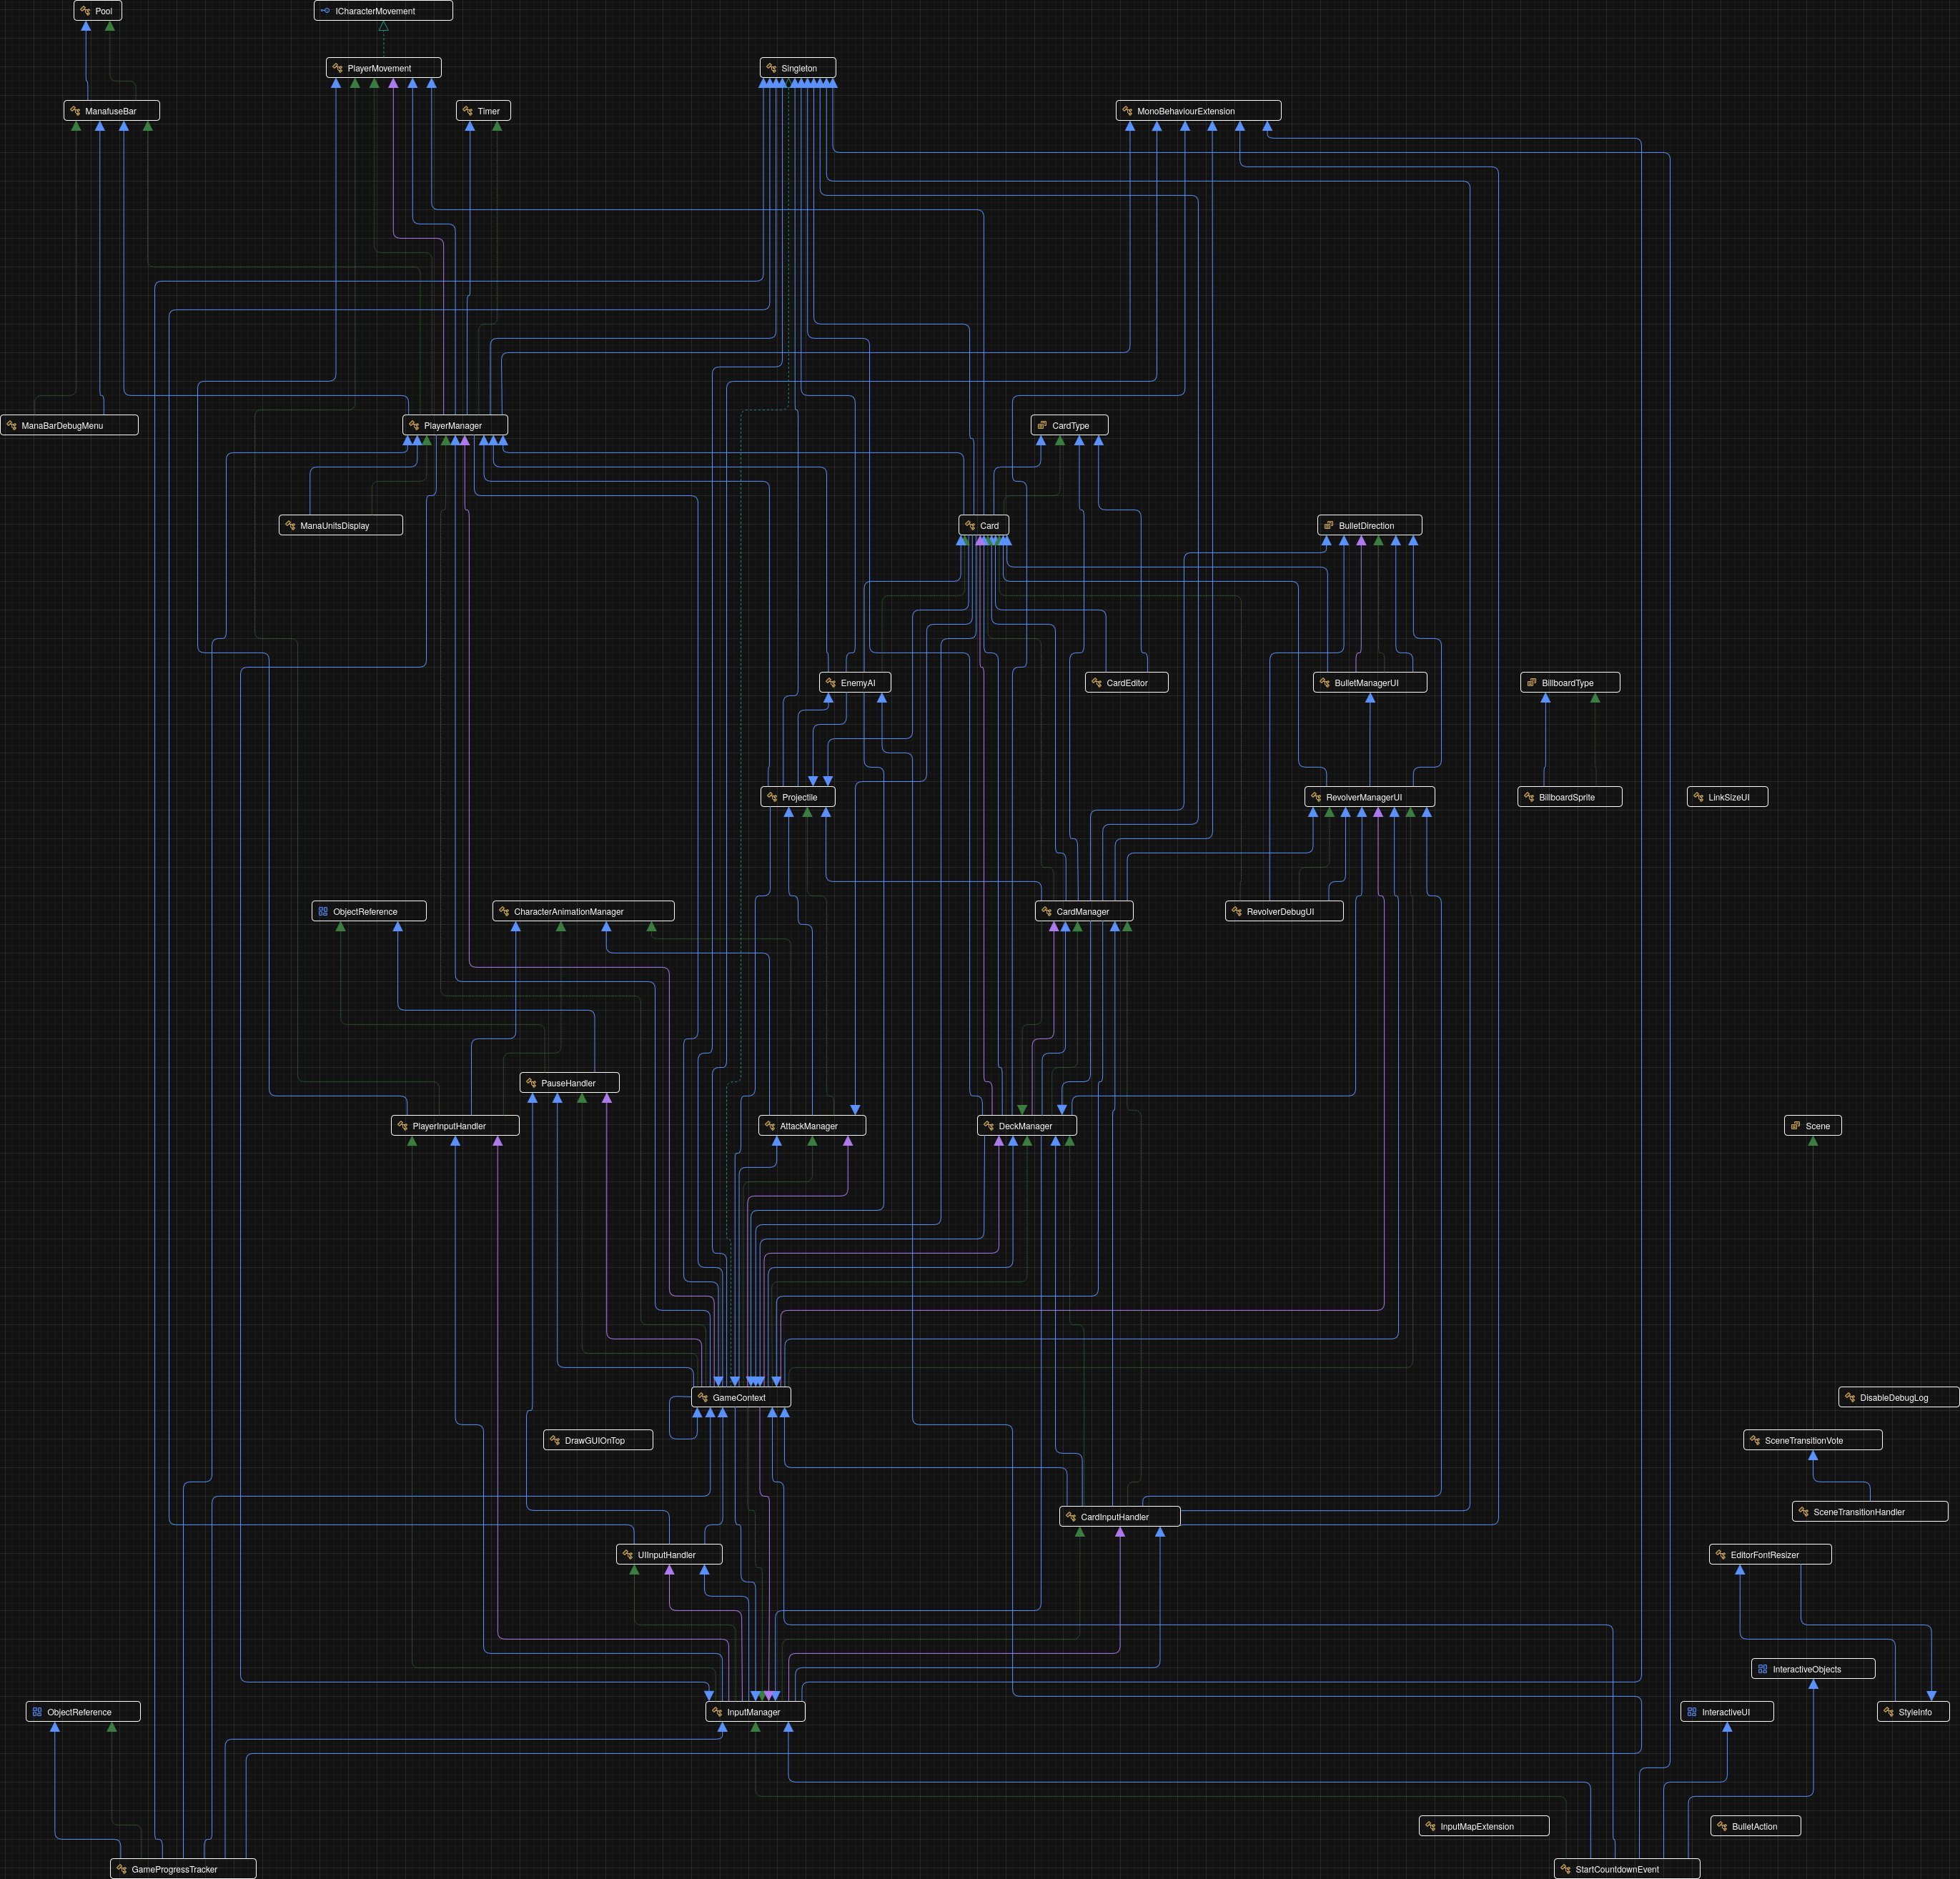 Pool
ICharacterMovement
PlayerMovement
Singleton
ManafuseBar
Timer
MonoBehaviourExtension
ManaBarDebugMenu
PlayerManager
CardType
ManaUnitsDisplay
Card
BulletDirection
EnemyAI
CardEditor
BulletManagerUI
BillboardType
Projectile
RevolverManagerUI
BillboardSprite
LinkSizeUI
ObjectReference
CharacterAnimationManager
CardManager
RevolverDebugUI
PauseHandler
PlayerInputHandler
AttackManager
DeckManager
Scene
GameContext
DisableDebugLog
DrawGUIOnTop
SceneTransitionVote
CardInputHandler
SceneTransitionHandler
UIInputHandler
EditorFontResizer
InteractiveObjects
ObjectReference
InputManager
InteractiveUI
StyleInfo
InputMapExtension
BulletAction
GameProgressTracker
StartCountdownEvent